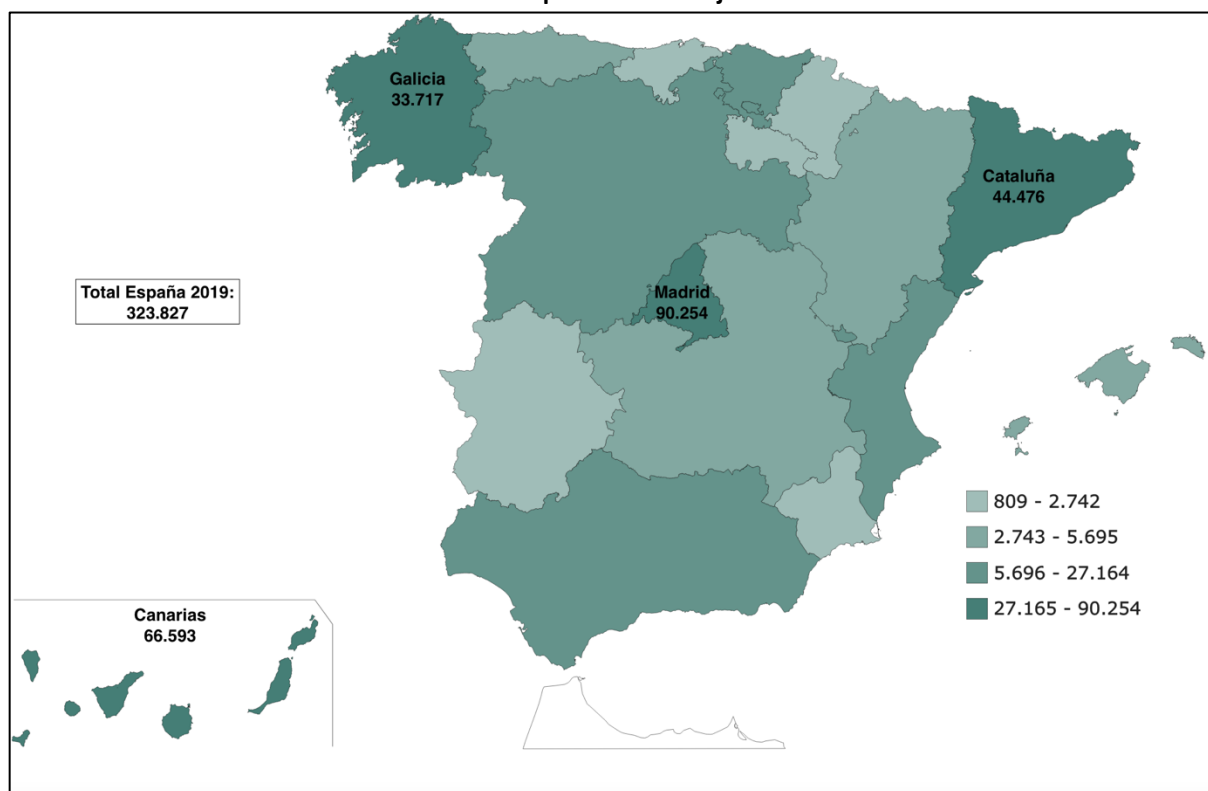 Galicia
33.717
Cataluña
44.476
Total España 2019:
323.827
Madrid
90.254
809 - 2.742
2.743 - 5.695
5.696 - 27.164
27.165 - 90.254
Canarias
66.593